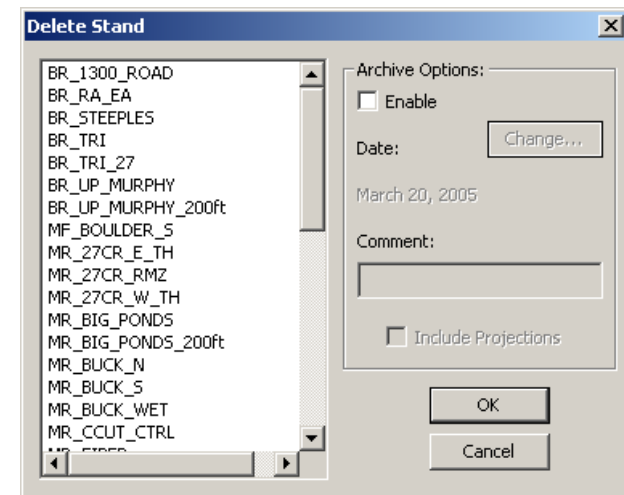 Delete Stand
BR_1300_ROAD
BR_RA_EA
BR_STEEPLES
BR_TRI
BR_TRI_27
BR_UP_MURPHY
BR_UP_MURPHY_200ft
MF_BOULDER_S
MR_27CR_E_TH
MR_27CR_RMZ
MR_27CR_W_TH
MR_BIG_PONDS
MR_BIG_PONDS_200ft
MR_BUCK_N
MR_BUCK_S
MR_BUCK_WET
MR_CCUT_CTRL
Archive Options:
Enable
Date:
Change...
March 20, 2005
Comment:
Include Projections
OK
Cancel